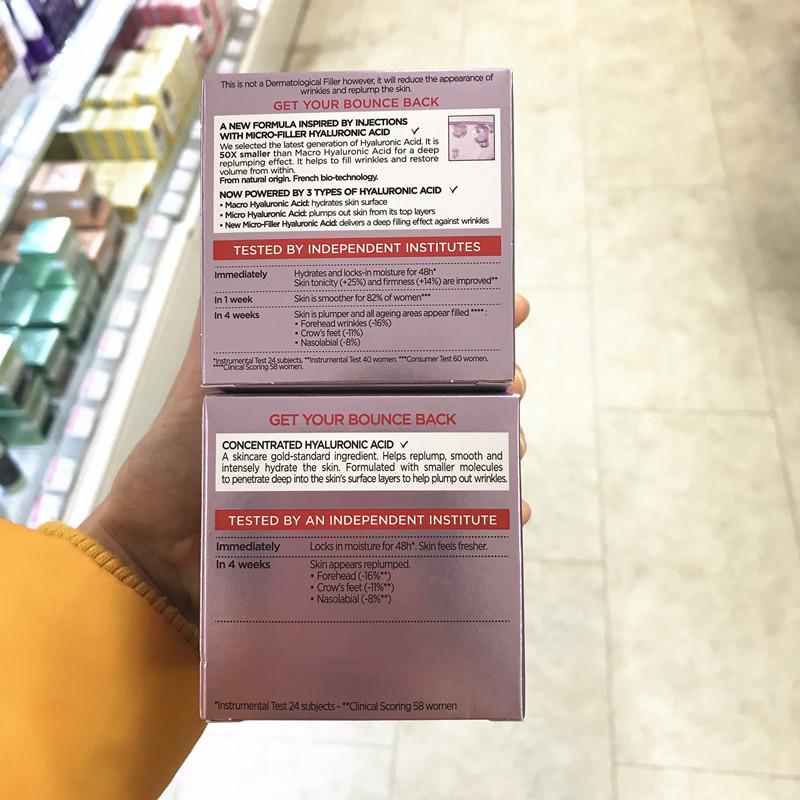 This is not a Dermatological Filler however, it will reduce the appearance of
wrinkles and replump the skin.
GET YOUR BOUNCE BACK
A NEW FORMULA INSPIRED BY INJECTIONS
WITH MICRO-FILLER HYALURONIC ACID ✓
We selected the latest generation of Hyaluronic Acid. It is
50X smaller than Macro Hyaluronic Acid for a deep
replumping effect. It helps to fill wrinkles and restore
volume from within.
From natural origin. French bio-technology.
NOW POWERED BY 3 TYPES OF HYALURONIC ACID ✓
• Macro Hyaluronic Acid: hydrates skin surface
• Micro Hyaluronic Acid: plumps out skin from its top layers
• New Micro-Filler Hyaluronic Acid: delivers a deep filling effect against wrinkles
TESTED BY INDEPENDENT INSTITUTES
Immediately Hydrates and locks-in moisture for 48h*
Skin tonicity (+25%) and firmness (+14%) are improved**
In 1 week Skin is smoother for 82% of women***
In 4 weeks Skin is plumper and all ageing areas appear filled **** :
• Forehead wrinkles (-16%)
• Crow's feet (-11%)
• Nasolabial (-8%)
*Instrumental Test 24 subjects. **Instrumental Test 40 women. ***Consumer Test 60 women.
****Clinical Scoring 58 women.
GET YOUR BOUNCE BACK
CONCENTRATED HYALURONIC ACID ✓
A skincare gold-standard ingredient. Helps replump, smooth and
intensely hydrate the skin. Formulated with smaller molecules
to penetrate deep into the skin's surface layers to help plump out wrinkles.
TESTED BY AN INDEPENDENT INSTITUTE
Immediately Locks in moisture for 48h*. Skin feels fresher.
In 4 weeks Skin appears replumped.
• Forehead (-16%**)
• Crow's feet (-11%**)
• Nasolabial (-8%**)
*Instrumental Test 24 subjects - **Clinical Scoring 58 women